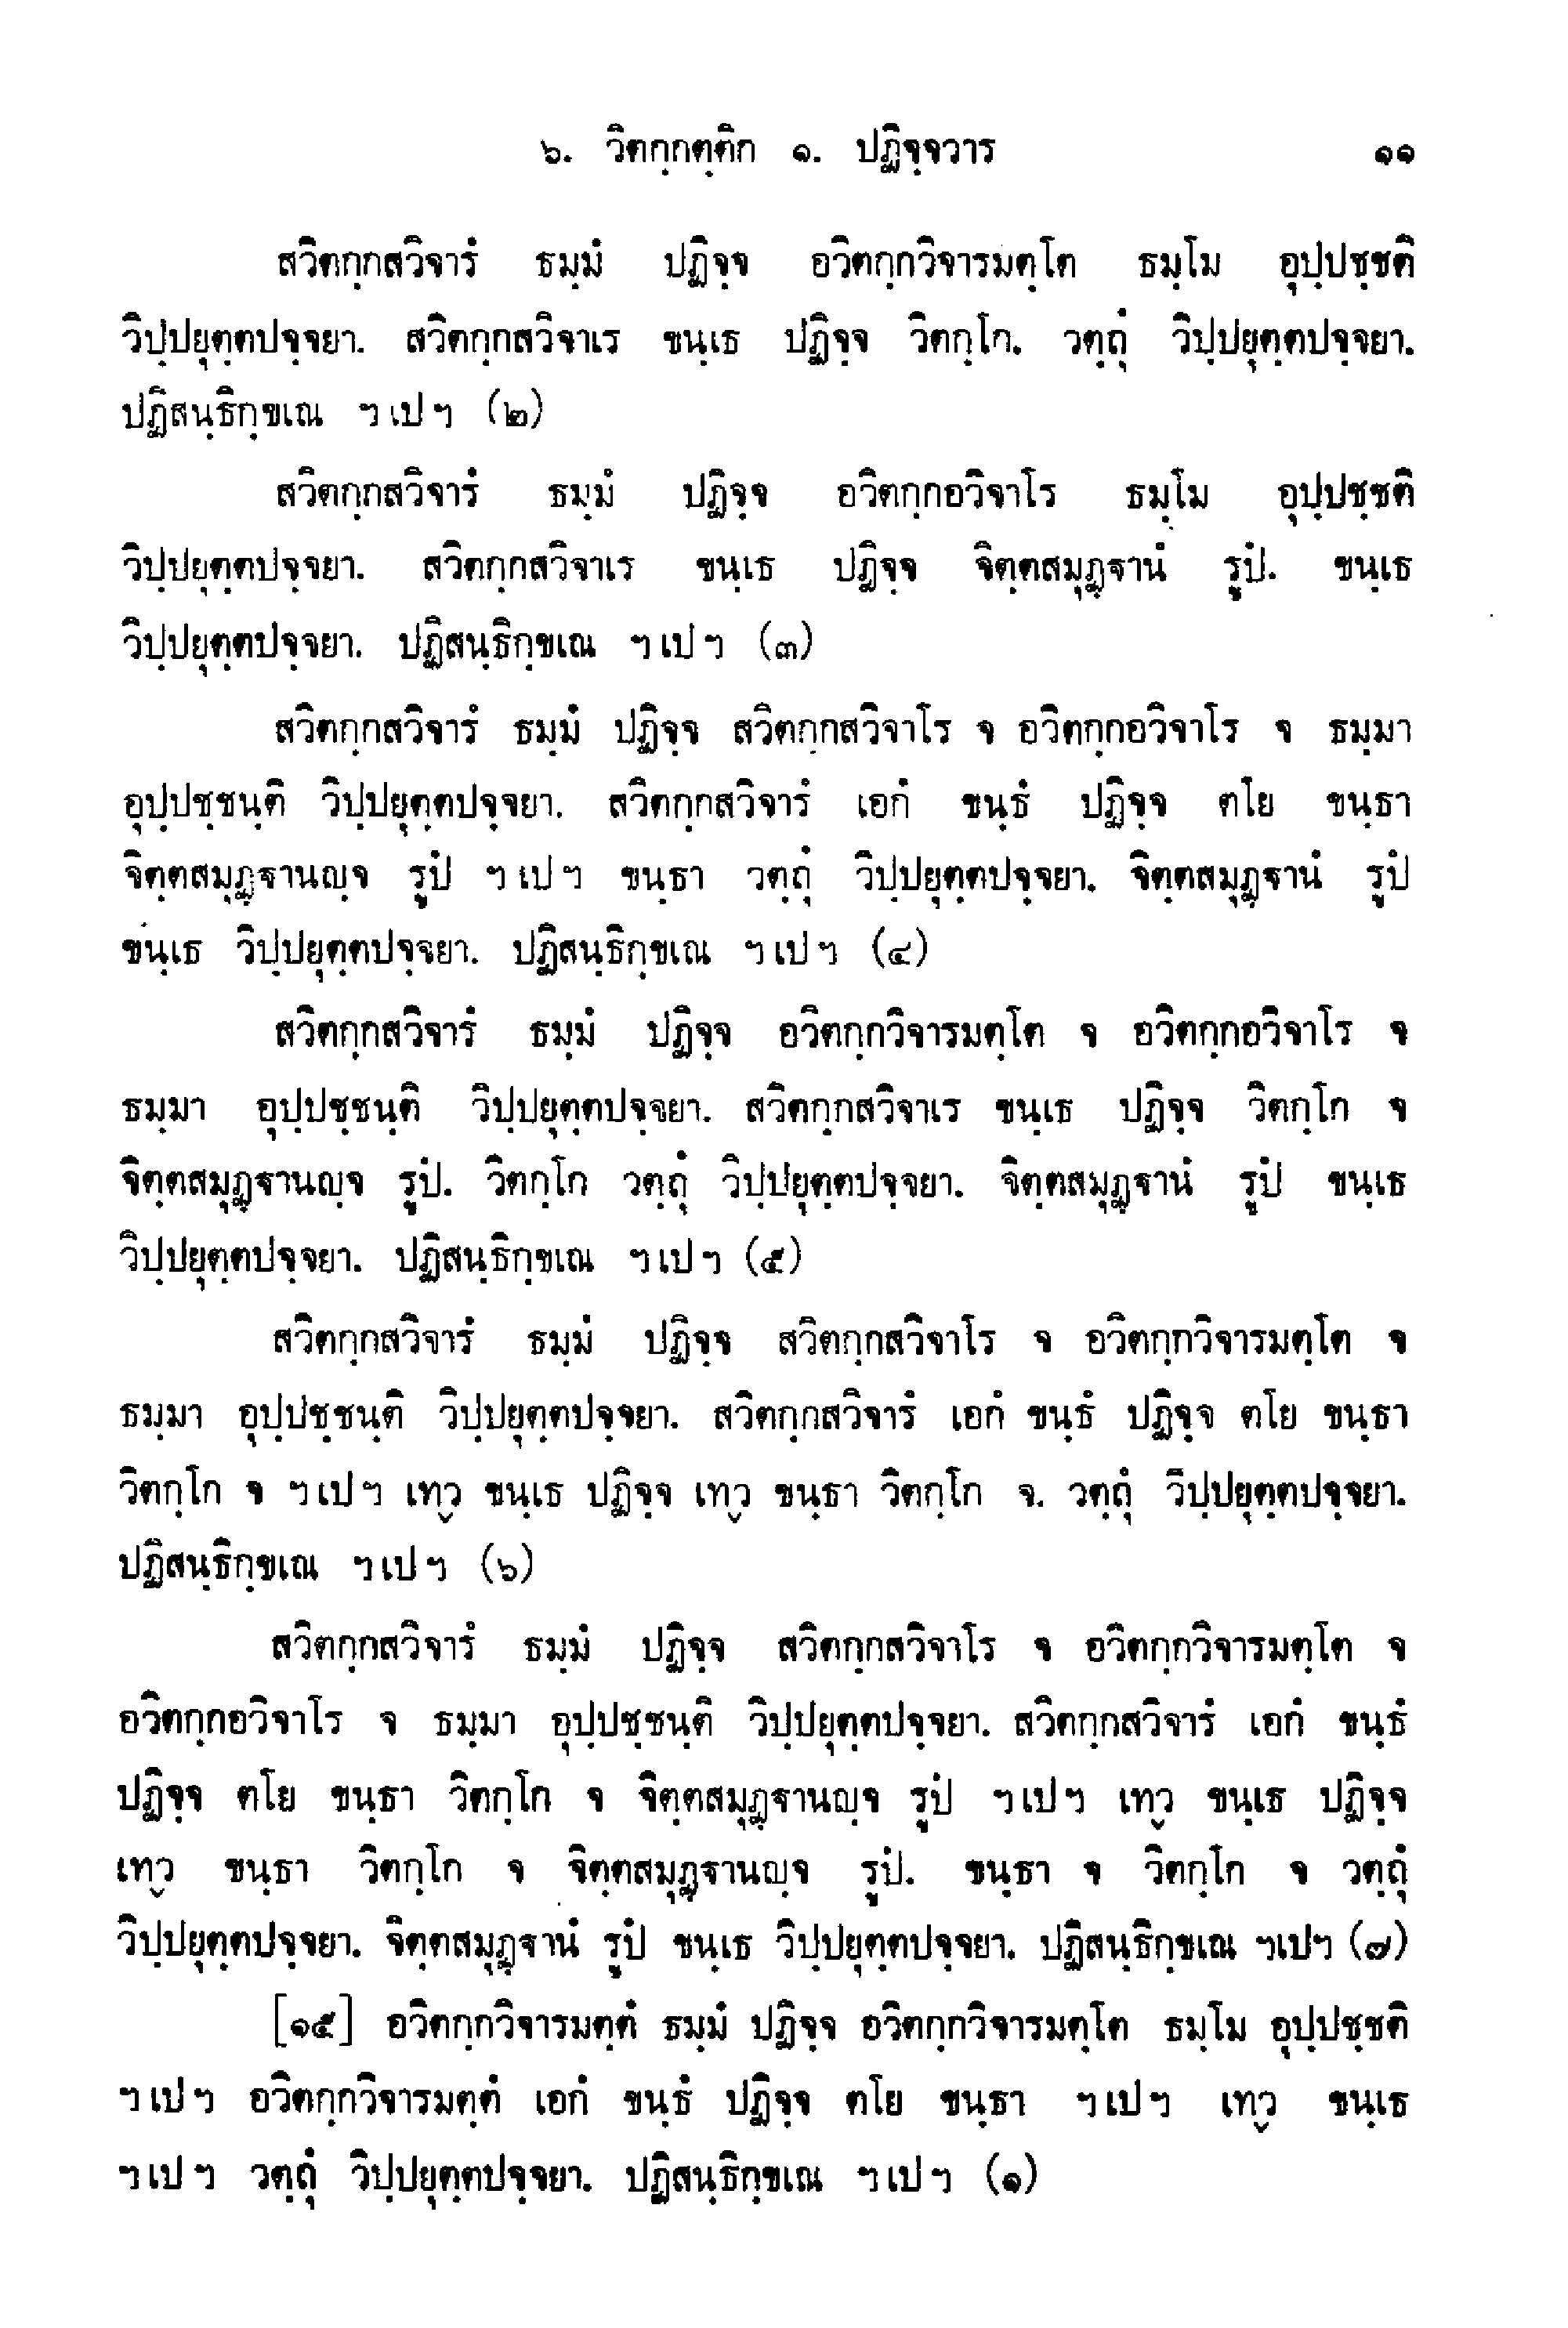 ๖. วิตกฺกตฺติก ๑. ปฏิจฺจวาร ๑๑
สวิตกฺกสวิจารํ ธมฺมํ ปฏิจฺจ อวิตกฺกวิจารมตฺโต ธมฺโม อุปฺปชฺชติ
วิปฺปยุตฺตปจฺจยา. สวิตกฺกสวิจาเร ขนฺเธ ปฏิจฺจ วิตกฺโก. วตฺถุํ วิปฺปยุตฺตปจฺจยา.
ปฏิสนฺธิกฺขเณ ฯ เป ฯ (๒)
สวิตกฺกสวิจารํ ธมฺมํ ปฏิจฺจ อวิตกฺกอวิจาโร ธมฺโม อุปฺปชฺชติ
วิปฺปยุตฺตปจฺจยา. สวิตกฺกสวิจาเร ขนฺเธ ปฏิจฺจ จิตฺตสมุฏฺฐานํ รูปํ. ขนฺเธ
วิปฺปยุตฺตปจฺจยา. ปฏิสนฺธิกฺขเณ ฯ เป ฯ (๓)
สวิตกฺกสวิจารํ ธมฺมํ ปฏิจฺจ สวิตกฺกสวิจาโร จ อวิตกฺกอวิจาโร จ ธมฺมา
อุปฺปชฺชนฺติ วิปฺปยุตฺตปจฺจยา. สวิตกฺกสวิจารํ เอกํ ขนฺธํ ปฏิจฺจ ตโย ขนฺธา
จิตฺตสมุฏฺฐานญฺจ รูปํ ฯ เป ฯ ขนฺธา วตฺถุํ วิปฺปยุตฺตปจฺจยา. จิตฺตสมุฏฺฐานํ รูปํ
ขนฺเธ วิปฺปยุตฺตปจฺจยา. ปฏิสนฺธิกฺขเณ ฯ เป ฯ (๔)
สวิตกฺกสวิจารํ ธมฺมํ ปฏิจฺจ อวิตกฺกวิจารมตฺโต จ อวิตกฺกอวิจาโร จ
ธมฺมา อุปฺปชฺชนฺติ วิปฺปยุตฺตปจฺจยา. สวิตกฺกสวิจาเร ขนฺเธ ปฏิจฺจ วิตกฺโก จ
จิตฺตสมุฏฺฐานญฺจ รูปํ. วิตกฺโก วตฺถุํ วิปฺปยุตฺตปจฺจยา. จิตฺตสมุฏฺฐานํ รูปํ ขนฺเธ
วิปฺปยุตฺตปจฺจยา. ปฏิสนฺธิกฺขเณ ฯ เป ฯ (๕)
สวิตกฺกสวิจารํ ธมฺมํ ปฏิจฺจ สวิตกฺกสวิจาโร จ อวิตกฺกวิจารมตฺโต จ
ธมฺมา อุปฺปชฺชนฺติ วิปฺปยุตฺตปจฺจยา. สวิตกฺกสวิจารํ เอกํ ขนฺธํ ปฏิจฺจ ตโย ขนฺธา
วิตกฺโก จ ฯ เป ฯ เทฺว ขนฺเธ ปฏิจฺจ เทฺว ขนฺธา วิตกฺโก จ. วตฺถุํ วิปฺปยุตฺตปจฺจยา.
ปฏิสนฺธิกฺขเณ ฯ เป ฯ (๖)
สวิตกฺกสวิจารํ ธมฺมํ ปฏิจฺจ สวิตกฺกสวิจาโร จ อวิตกฺกวิจารมตฺโต จ
อวิตกฺกอวิจาโร จ ธมฺมา อุปฺปชฺชนฺติ วิปฺปยุตฺตปจฺจยา. สวิตกฺกสวิจารํ เอกํ ขนฺธํ
ปฏิจฺจ ตโย ขนฺธา วิตกฺโก จ จิตฺตสมุฏฺฐานญฺจ รูปํ ฯ เป ฯ เทฺว ขนฺเธ ปฏิจฺจ
เทฺว ขนฺธา วิตกฺโก จ จิตฺตสมุฏฺฐานญฺจ รูปํ. ขนฺธา จ วิตกฺโก จ วตฺถุํ
วิปฺปยุตฺตปจฺจยา. จิตฺตสมุฏฺฐานํ รูปํ ขนฺเธ วิปฺปยุตฺตปจฺจยา. ปฏิสนฺธิกฺขเณ ฯเปฯ (๗)
[๑๕] อวิตกฺกวิจารมตฺตํ ธมฺมํ ปฏิจฺจ อวิตกฺกวิจารมตฺโต ธมฺโม อุปฺปชฺชติ
ฯ เป ฯ อวิตกฺกวิจารมตฺตํ เอกํ ขนฺธํ ปฏิจฺจ ตโย ขนฺธา ฯ เป ฯ เทฺว ขนฺเธ
ฯ เป ฯ วตฺถุํ วิปฺปยุตฺตปจฺจยา. ปฏิสนฺธิกฺขเณ ฯ เป ฯ (๑)